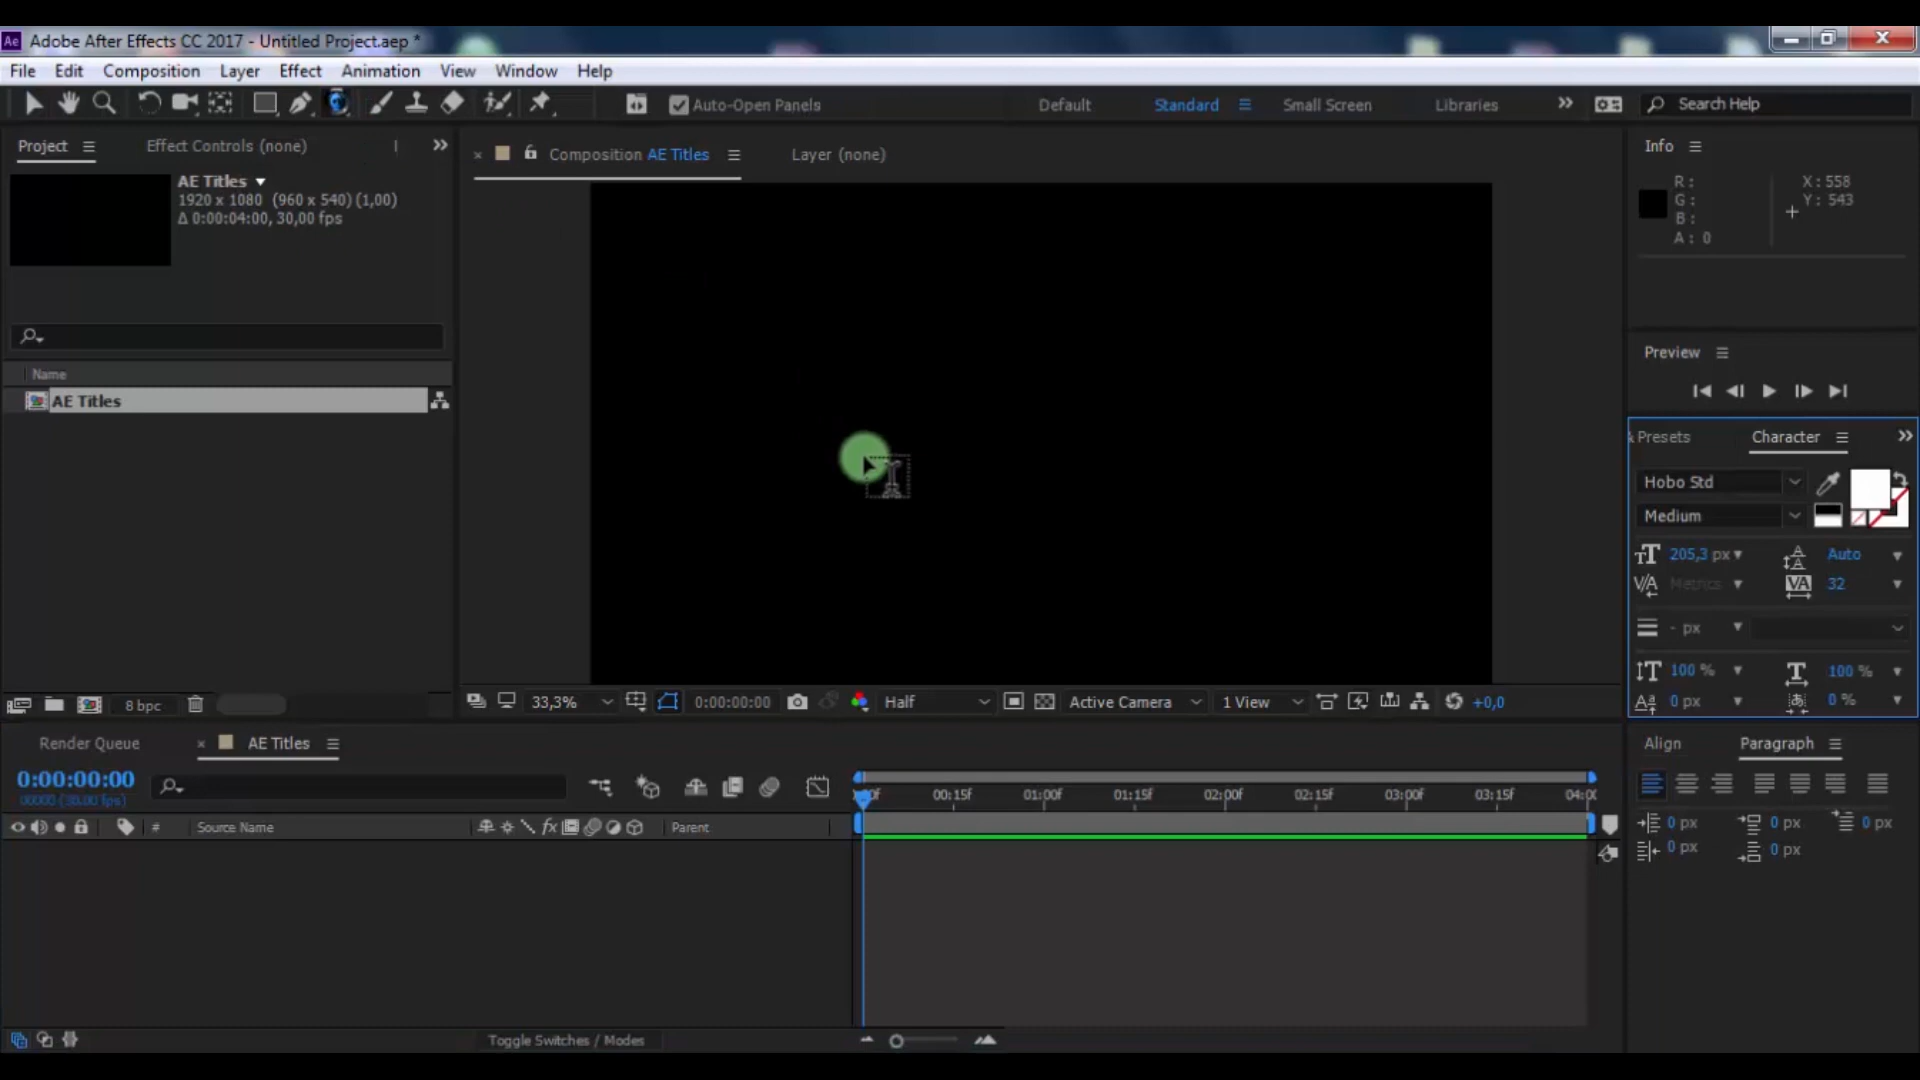 Ae Adobe After Effects CC 2017 - Untitled Project.aep *
File Edit Composition Layer Effect Animation View Window Help
Auto-Open Panels Default Standard Small Screen Libraries Search Help
Project Effect Controls (none)
AE Titles
1920 x 1080 (960 x 540) (1,00)
Δ 0:00:04:00, 30,00 fps
Name
AE Titles
8 bpc
Composition AE Titles Layer (none)
33,3% 0:00:00:00 Half Active Camera 1 View +0,0
Info
R :
G :
B :
A : 0
X : 558
Y : 543
Preview
& Presets Character
Hobo Std
Medium
205,3 px Auto
Metrics 32
- px
100 % 100 %
0 px 0 %
Align Paragraph
0 px 0 px 0 px
0 px 0 px
Render Queue AE Titles
0:00:00:00
00000 (30.00 fps)
# Source Name Parent
00f 00:15f 01:00f 01:15f 02:00f 02:15f 03:00f 03:15f 04:0
Toggle Switches / Modes